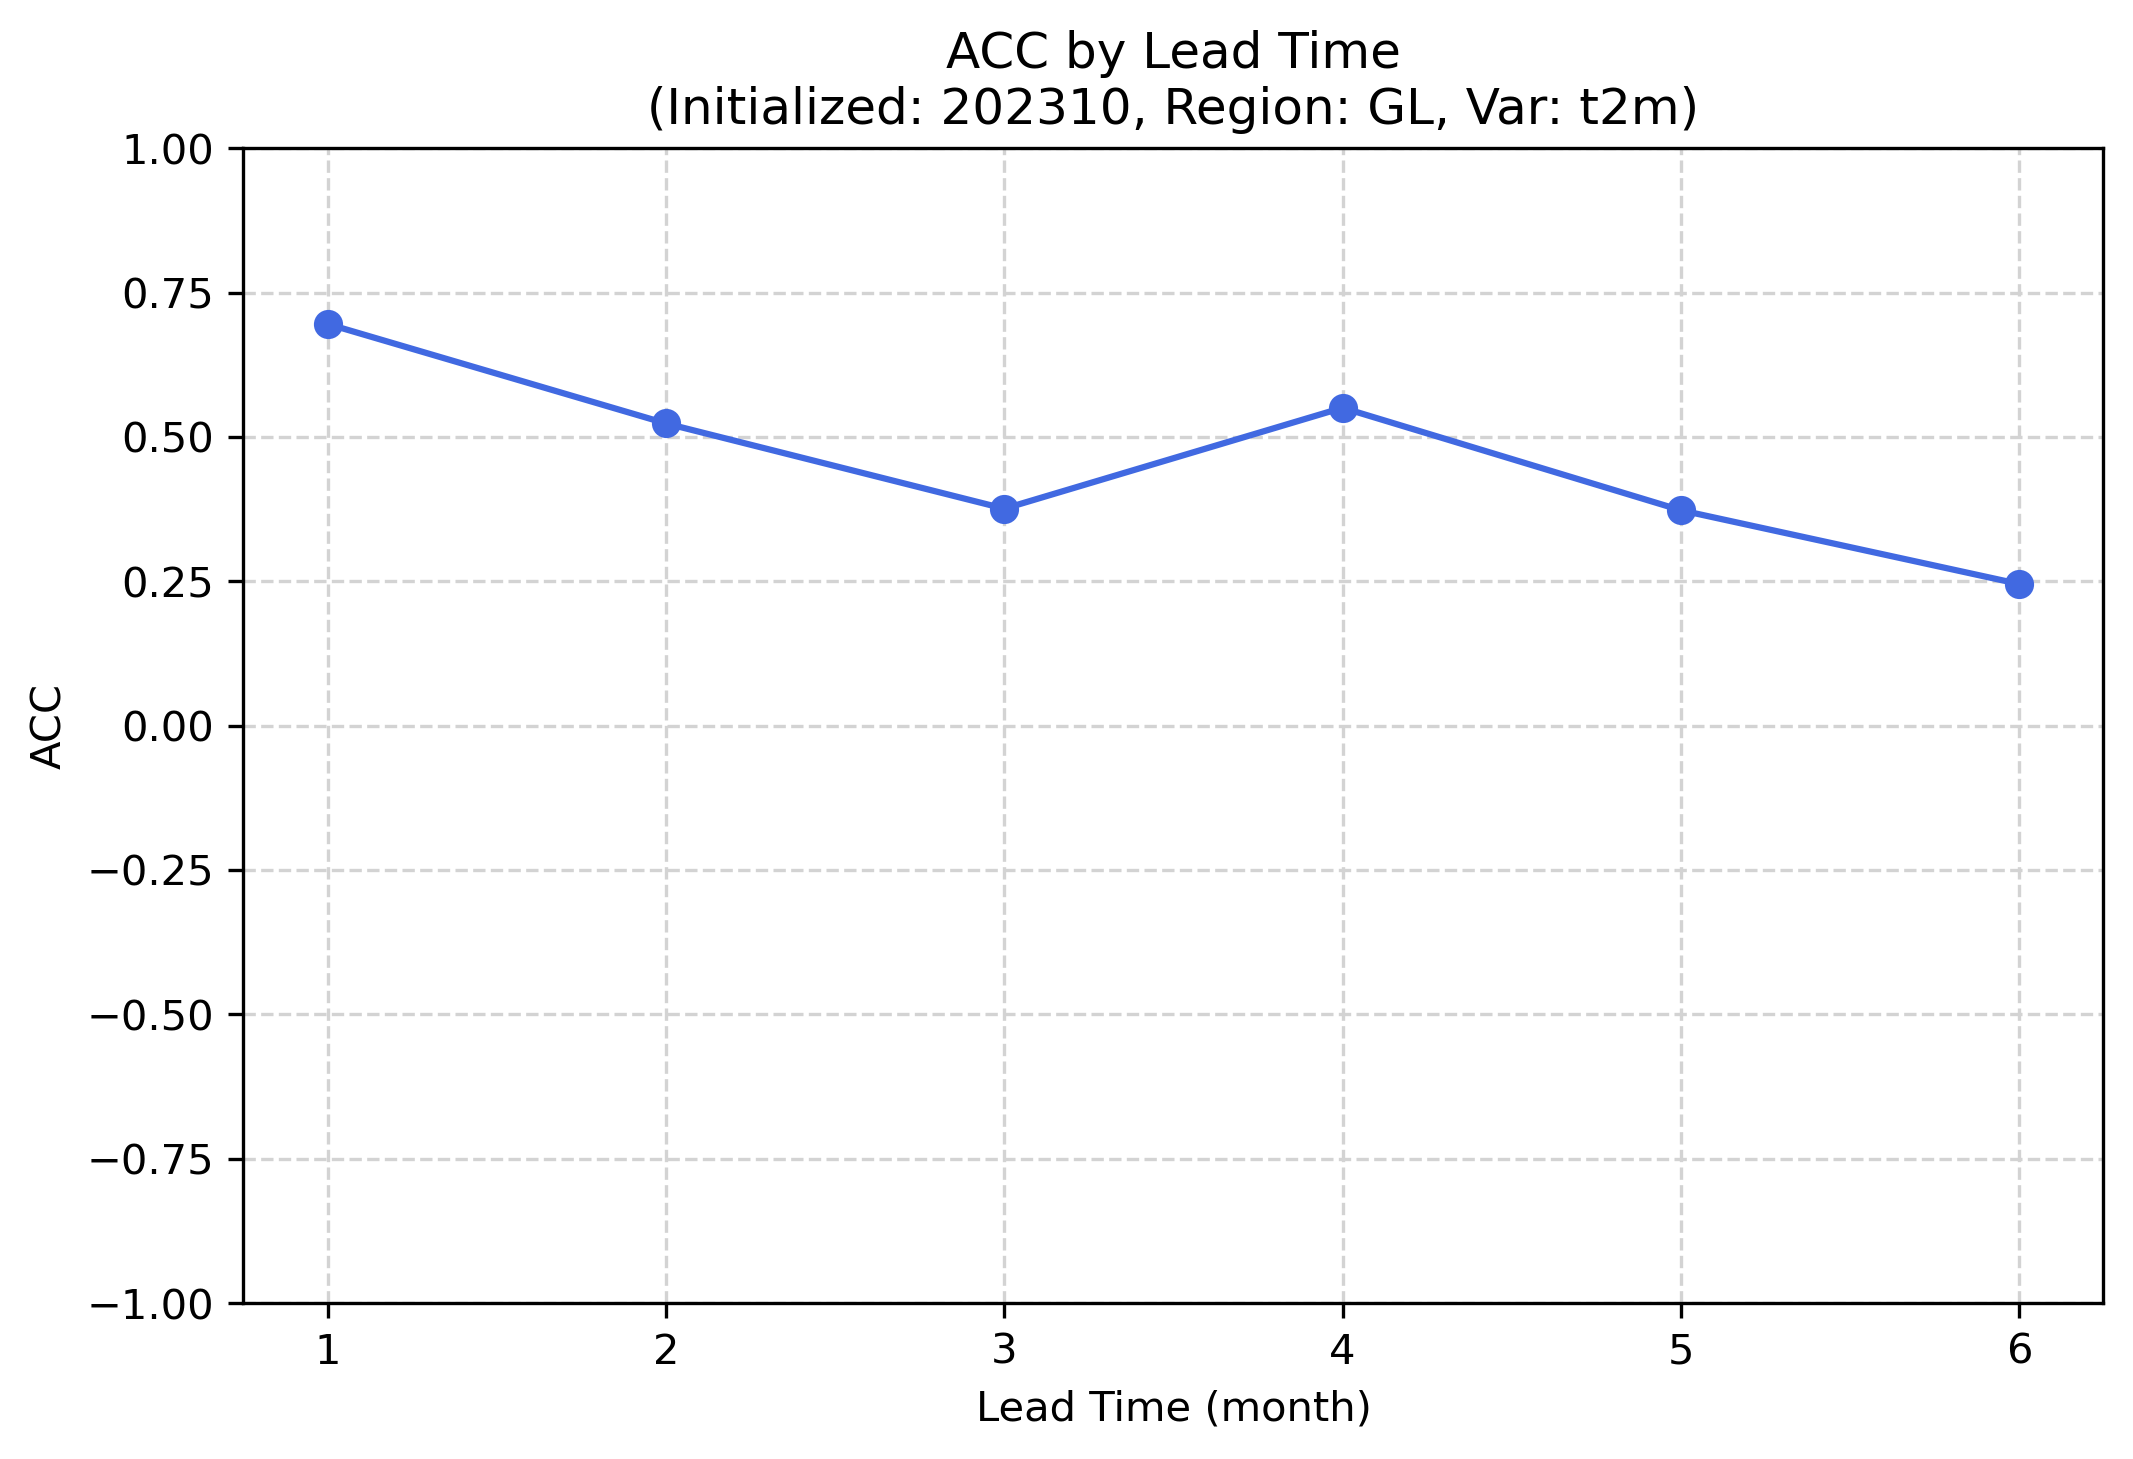 ACC by Lead Time
(Initialized: 202310, Region: GL, Var: t2m)
1.00
0.75
0.50
0.25
0.00
−0.25
−0.50
−0.75
−1.00
ACC
1 2 3 4 5 6
Lead Time (month)